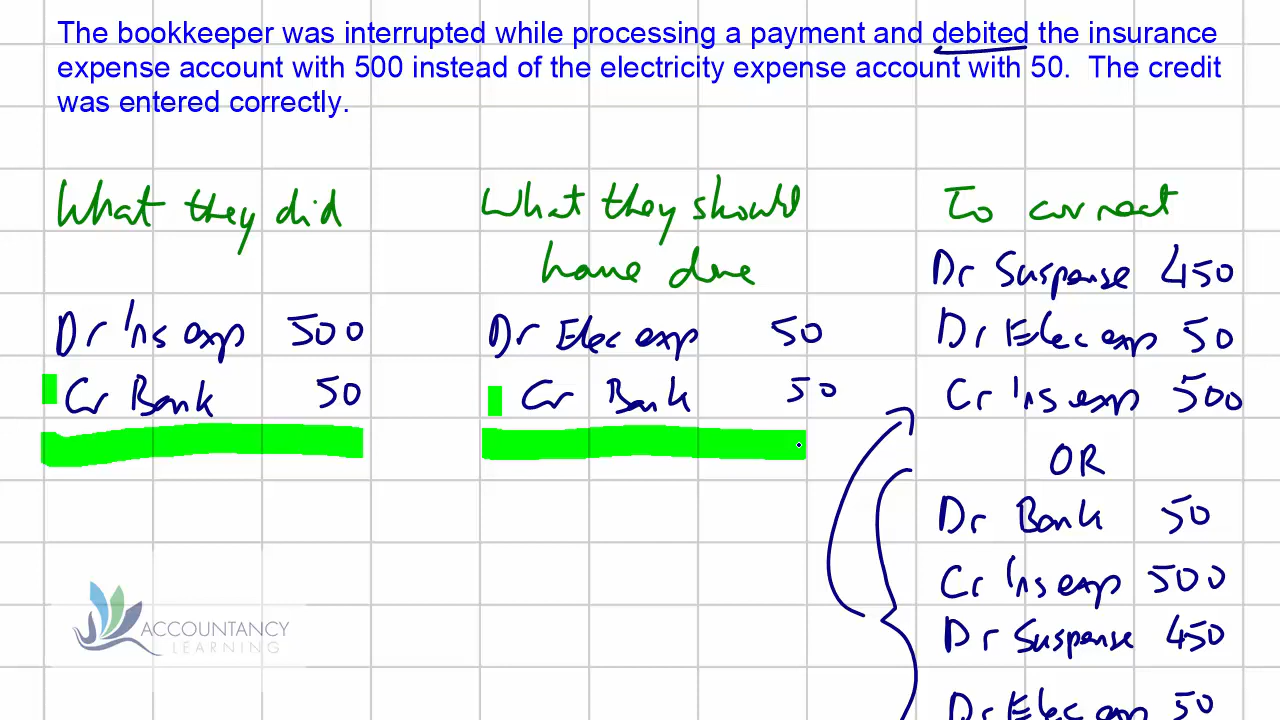 The bookkeeper was interrupted while processing a payment and debited the insurance
expense account with 500 instead of the electricity expense account with 50. The credit
was entered correctly.
What they did
Dr Ins exp 500
Cr Bank 50
What they should
have done
Dr Elec exp 50
Cr Bank 50
To correct
Dr Suspense 450
Dr Elec exp 50
Cr Ins exp 500
OR
Dr Bank 50
Cr Ins exp 500
Dr Suspense 450
Dr Elec exp 50
ACCOUNTANCY
LEARNING